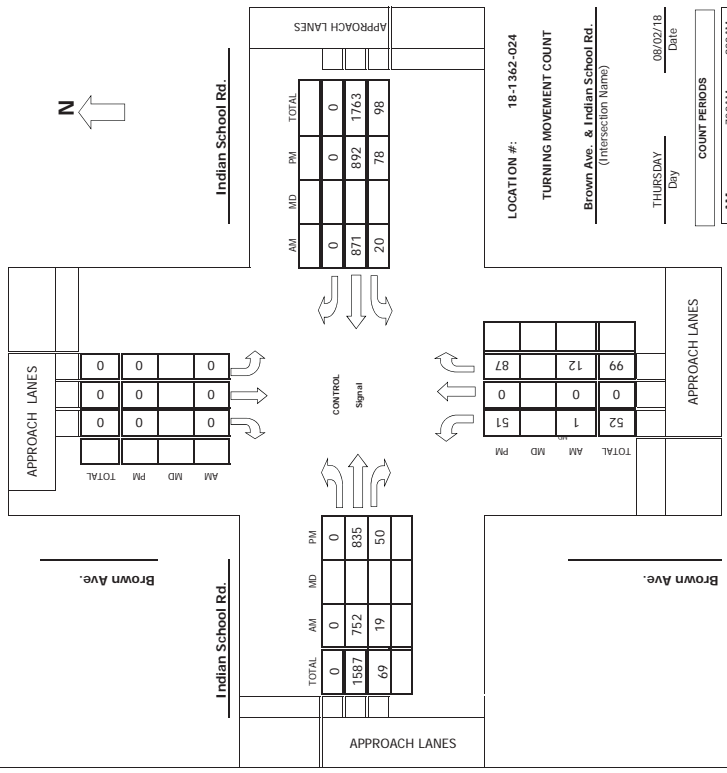 N
APPROACH LANES
TOTAL
PM
MD
AM
0 0 0
0 0 0
0 0 0
Brown Ave.
Indian School Rd.
APPROACH LANES
AM MD PM TOTAL
0 0 0
871 892 1763
20 78 98
CONTROL
Signal
Indian School Rd.
TOTAL AM MD PM
0 0 0
1587 752 835
69 19 50
APPROACH LANES
PM
MD
AM
TOTAL
MD
51 0 87
1 0 12
52 0 99
APPROACH LANES
Brown Ave.
LOCATION #: 18-1362-024
TURNING MOVEMENT COUNT
Brown Ave. & Indian School Rd.
(Intersection Name)
THURSDAY 08/02/18
Day Date
COUNT PERIODS